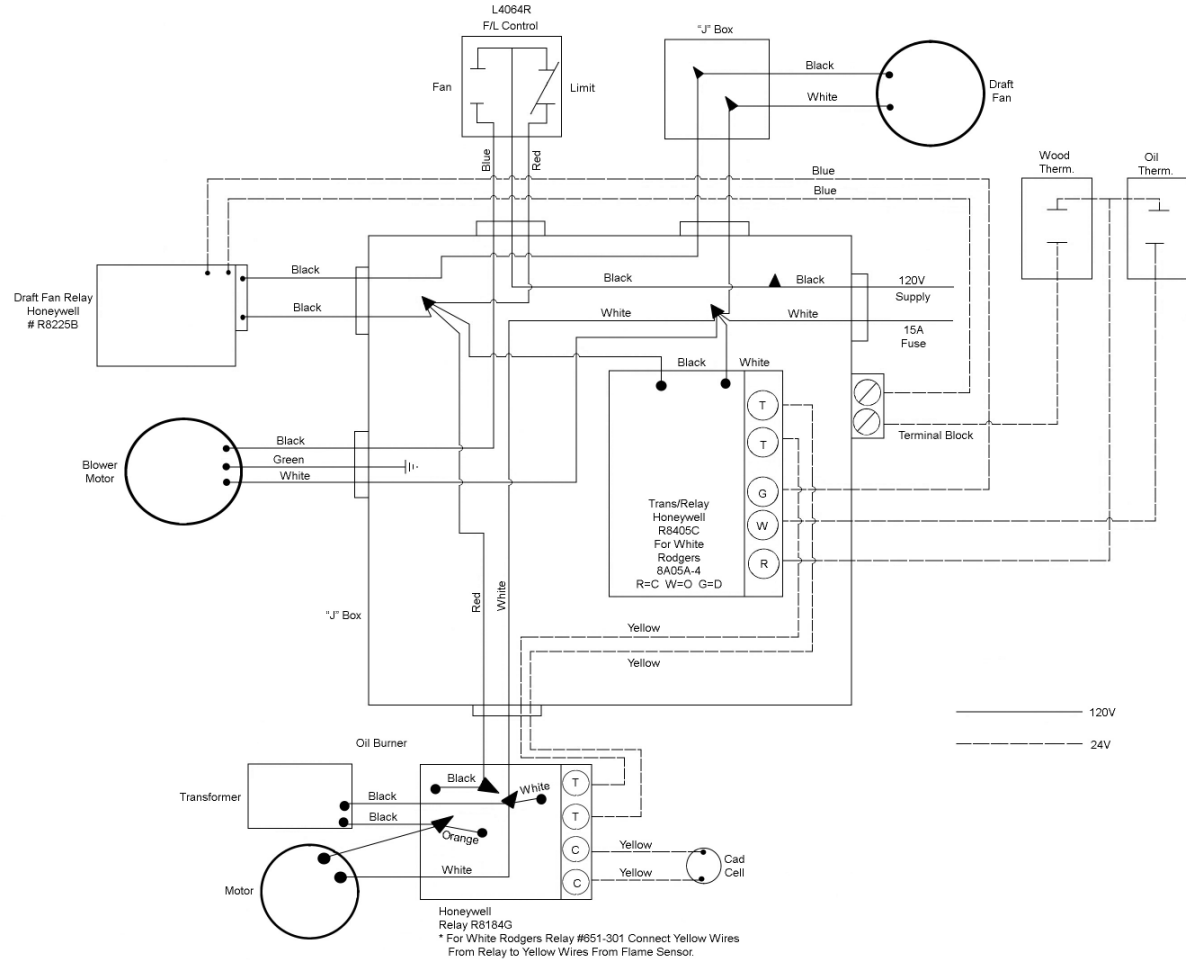 L4064R
F/L Control
Fan
Limit
Blue
Red
"J" Box
Black
White
Draft
Fan
Wood
Therm.
Oil
Therm.
Blue
Blue
Draft Fan Relay
Honeywell
# R8225B
Black
Black
Black
Black
120V
Supply
White
White
15A
Fuse
Black
White
T
T
G
W
R
Trans/Relay
Honeywell
R8405C
For White
Rodgers
8A05A-4
R=C W=O G=D
Terminal Block
Blower
Motor
Black
Green
White
Red
White
"J" Box
Yellow
Yellow
120V
24V
Oil Burner
Transformer
Black
Black
Black
White
Orange
White
Motor
T
T
C
C
Yellow
Yellow
Cad
Cell
Honeywell
Relay R8184G
* For White Rodgers Relay #651-301 Connect Yellow Wires
From Relay to Yellow Wires From Flame Sensor.